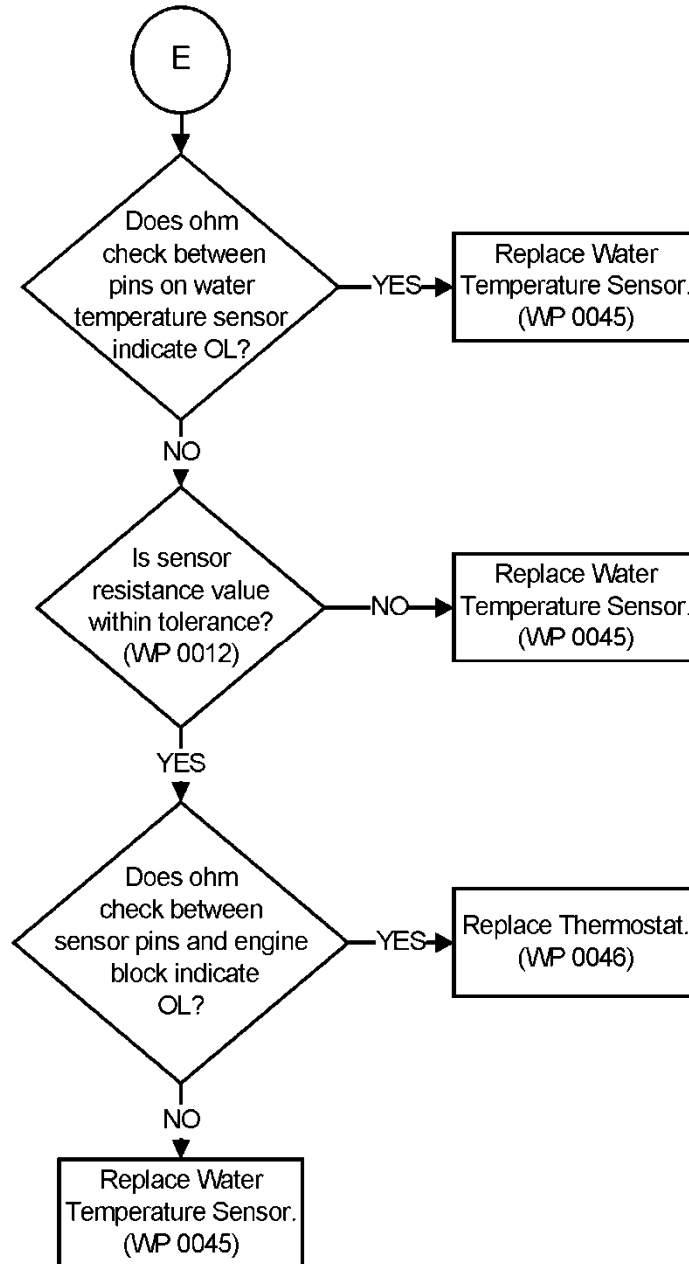 E
Does ohm
check between
pins on water
temperature sensor
indicate OL?
YES
Replace Water
Temperature Sensor.
(WP 0045)
NO
Is sensor
resistance value
within tolerance?
(WP 0012)
NO
Replace Water
Temperature Sensor.
(WP 0045)
YES
Does ohm
check between
sensor pins and engine
block indicate
OL?
YES
Replace Thermostat.
(WP 0046)
NO
Replace Water
Temperature Sensor.
(WP 0045)